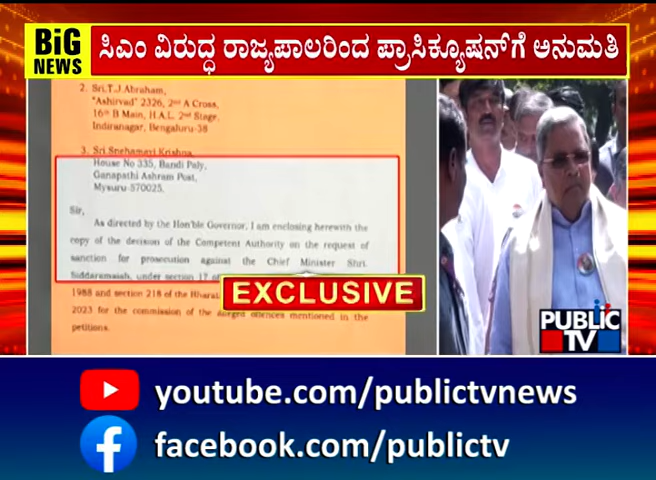 BiG
NEWS
ಸಿಎಂ ವಿರುದ್ಧ ರಾಜ್ಯಪಾಲರಿಂದ ಪ್ರಾಸಿಕ್ಯೂಷನ್‌ಗೆ ಅನುಮತಿ
2. Sri.T.J.Abraham,
"Ashirvad" 2326, 2nd A Cross,
16th B Main, H.A.L. 2nd Stage,
Indiranagar, Bengaluru-38
3. Sri Snehamayi Krishna
House No 335, Bandi Paly,
Ganapathi Ashram Post,
Mysuru-570025.
Sir,
As directed by the Hon'ble Governor, I am enclosing herewith the
copy of the decision of the Competent Authority on the request of
sanction for prosecution against the Chief Minister Shri.
Siddaramaiah, under section 17
1988 and section 218 of the
2023 for the commission of the alleged offences mentioned in the
petitions.
EXCLUSIVE
PUBLIC
TV
youtube.com/publictvnews
facebook.com/publictv